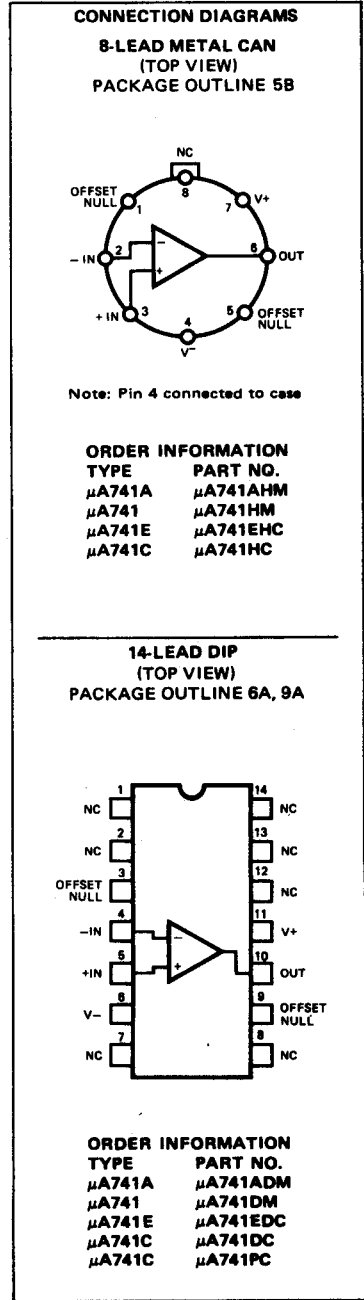 CONNECTION DIAGRAMS
8-LEAD METAL CAN
(TOP VIEW)
PACKAGE OUTLINE 5B
NC
8
OFFSET
NULL
1
7
V+
– IN
2
–
6
OUT
+ IN
3
+
4
V–
5
OFFSET
NULL
Note: Pin 4 connected to case
ORDER INFORMATION
TYPE PART NO.
μA741A μA741AHM
μA741 μA741HM
μA741E μA741EHC
μA741C μA741HC
14-LEAD DIP
(TOP VIEW)
PACKAGE OUTLINE 6A, 9A
1 14
NC NC
2 13
NC NC
3 12
OFFSET
NULL NC
4 11
–IN – V+
5 10
+IN + OUT
6 9
V– OFFSET
NULL
7 8
NC NC
ORDER INFORMATION
TYPE PART NO.
μA741A μA741ADM
μA741 μA741DM
μA741E μA741EDC
μA741C μA741DC
μA741C μA741PC